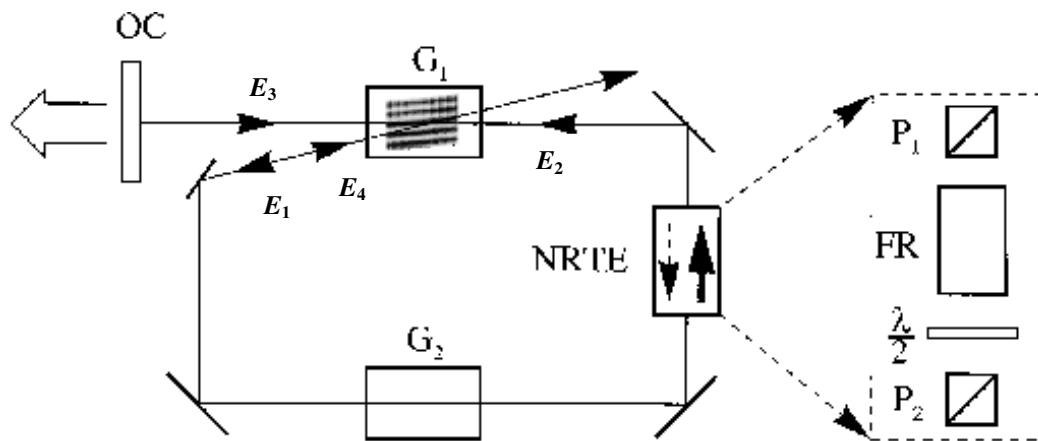 OC
G₁
E₃
P₁
E₂
E₄
E₁
NRTE
FR
λ/2
G₂
P₂